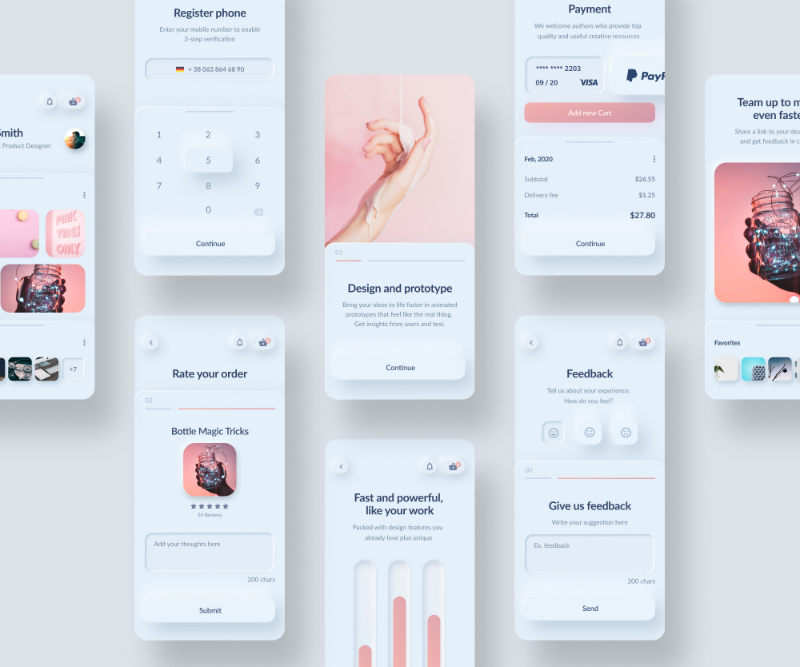 Smith
Product Designer
PINK
VIBES
ONLY
+7
Register phone
Enter your mobile number to enable
2-step verification
+ 38 063 864 68 90
1 2 3
4 5 6
7 8 9
0
Continue
Rate your order
02
Bottle Magic Tricks
54 Reviews
Add your thoughts here
200 chars
Submit
01
Design and prototype
Bring your ideas to life faster in animated
prototypes that feel like the real thing.
Get insights from users and test.
Continue
Fast and powerful,
like your work
Packed with design features you
already love plus unique
Payment
We welcome authors who provide top
quality and useful creative resources
**** **** 2203
09 / 20 VISA
PayP
Add new Cart
Feb, 2020
Subtotal $26.55
Delivery fee $1.25
Total $27.80
Continue
Feedback
Tell us about your experience.
How do you feel?
02
Give us feedback
Write your suggestion here
Ex. feedback
200 chars
Send
Team up to m
even faste
Share a link to your de
and get feedback in c
Favorites